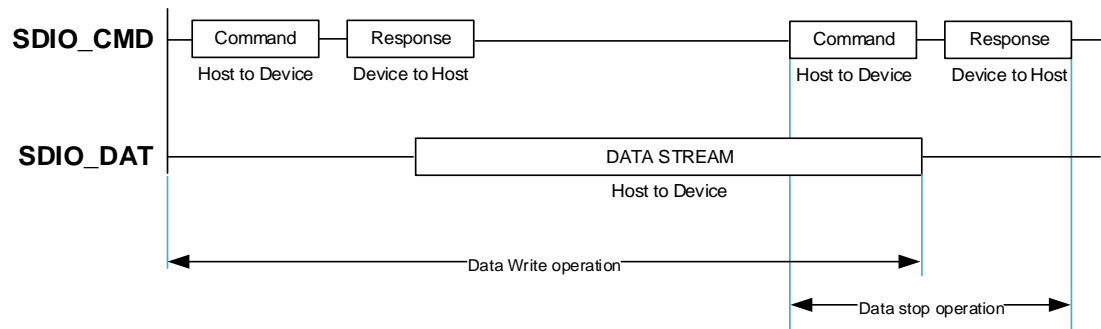 SDIO_CMD
Command
Response
Command
Response
Host to Device
Device to Host
Host to Device
Device to Host
SDIO_DAT
DATA STREAM
Host to Device
Data Write operation
Data stop operation